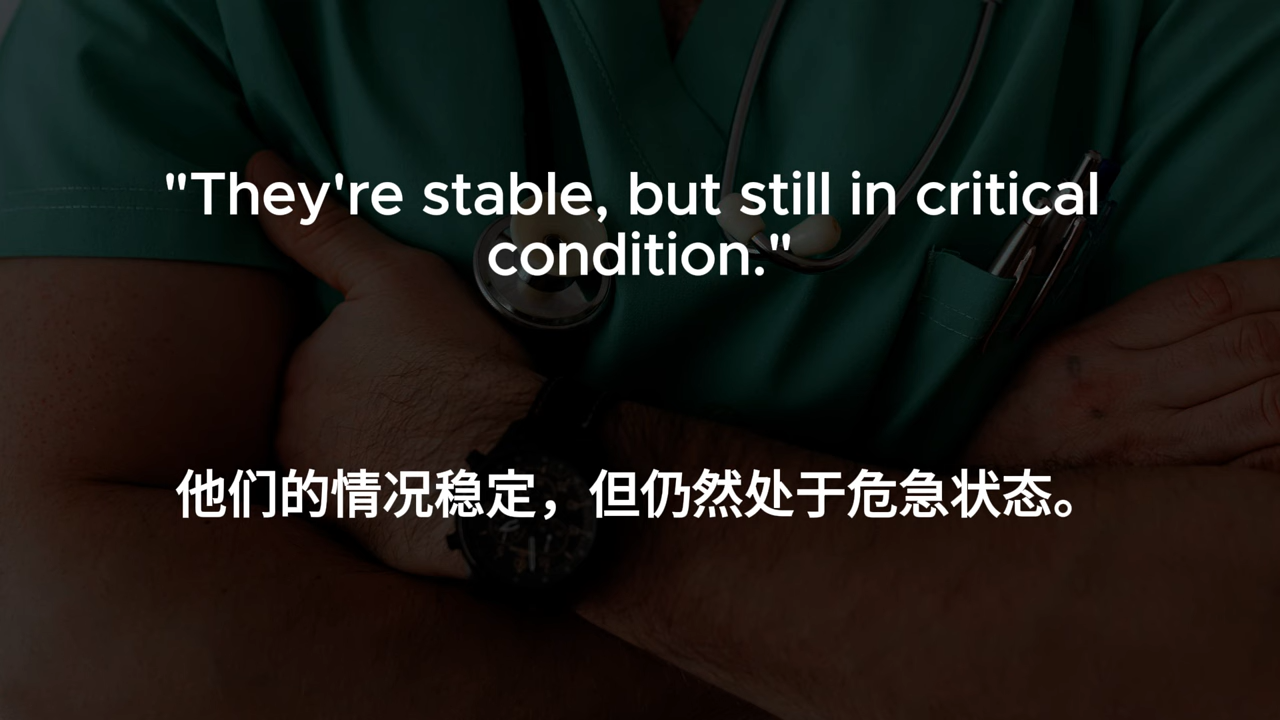 "They're stable, but still in critical
condition."
他们的情况稳定，但仍然处于危急状态。